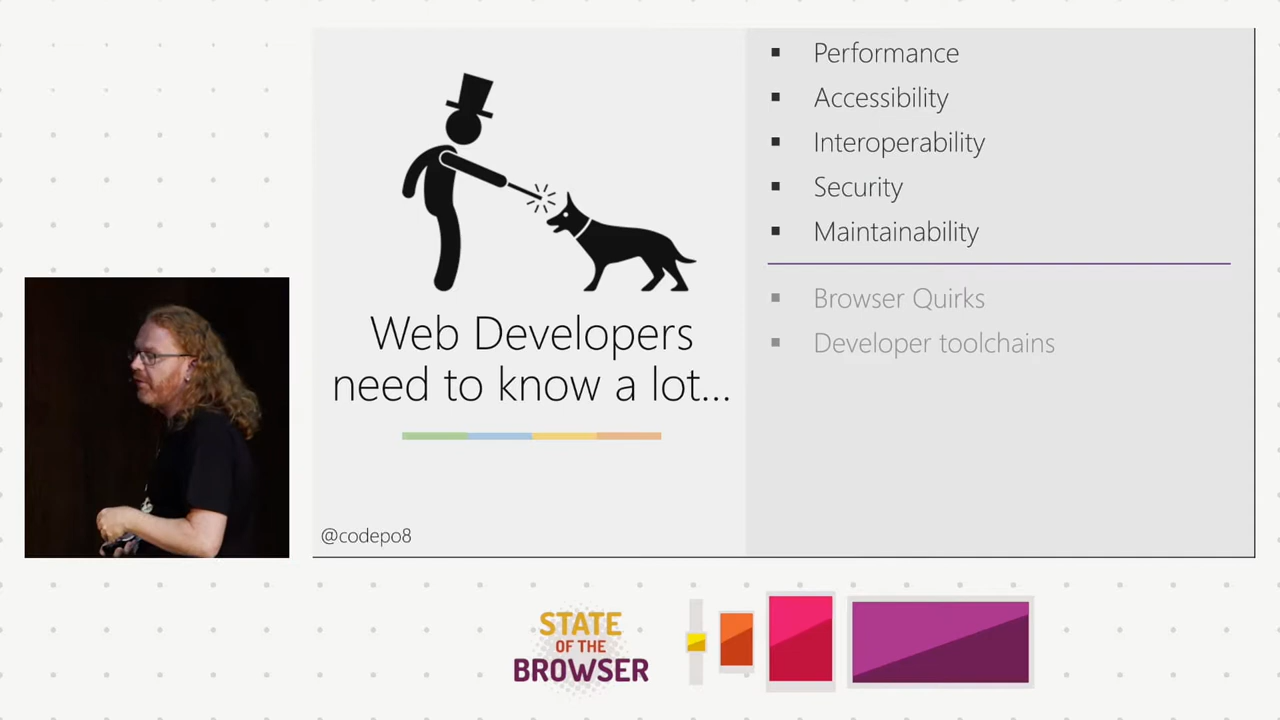 Web Developers
need to know a lot...
@codepo8
Performance
Accessibility
Interoperability
Security
Maintainability
Browser Quirks
Developer toolchains
STATE
OF THE
BROWSER